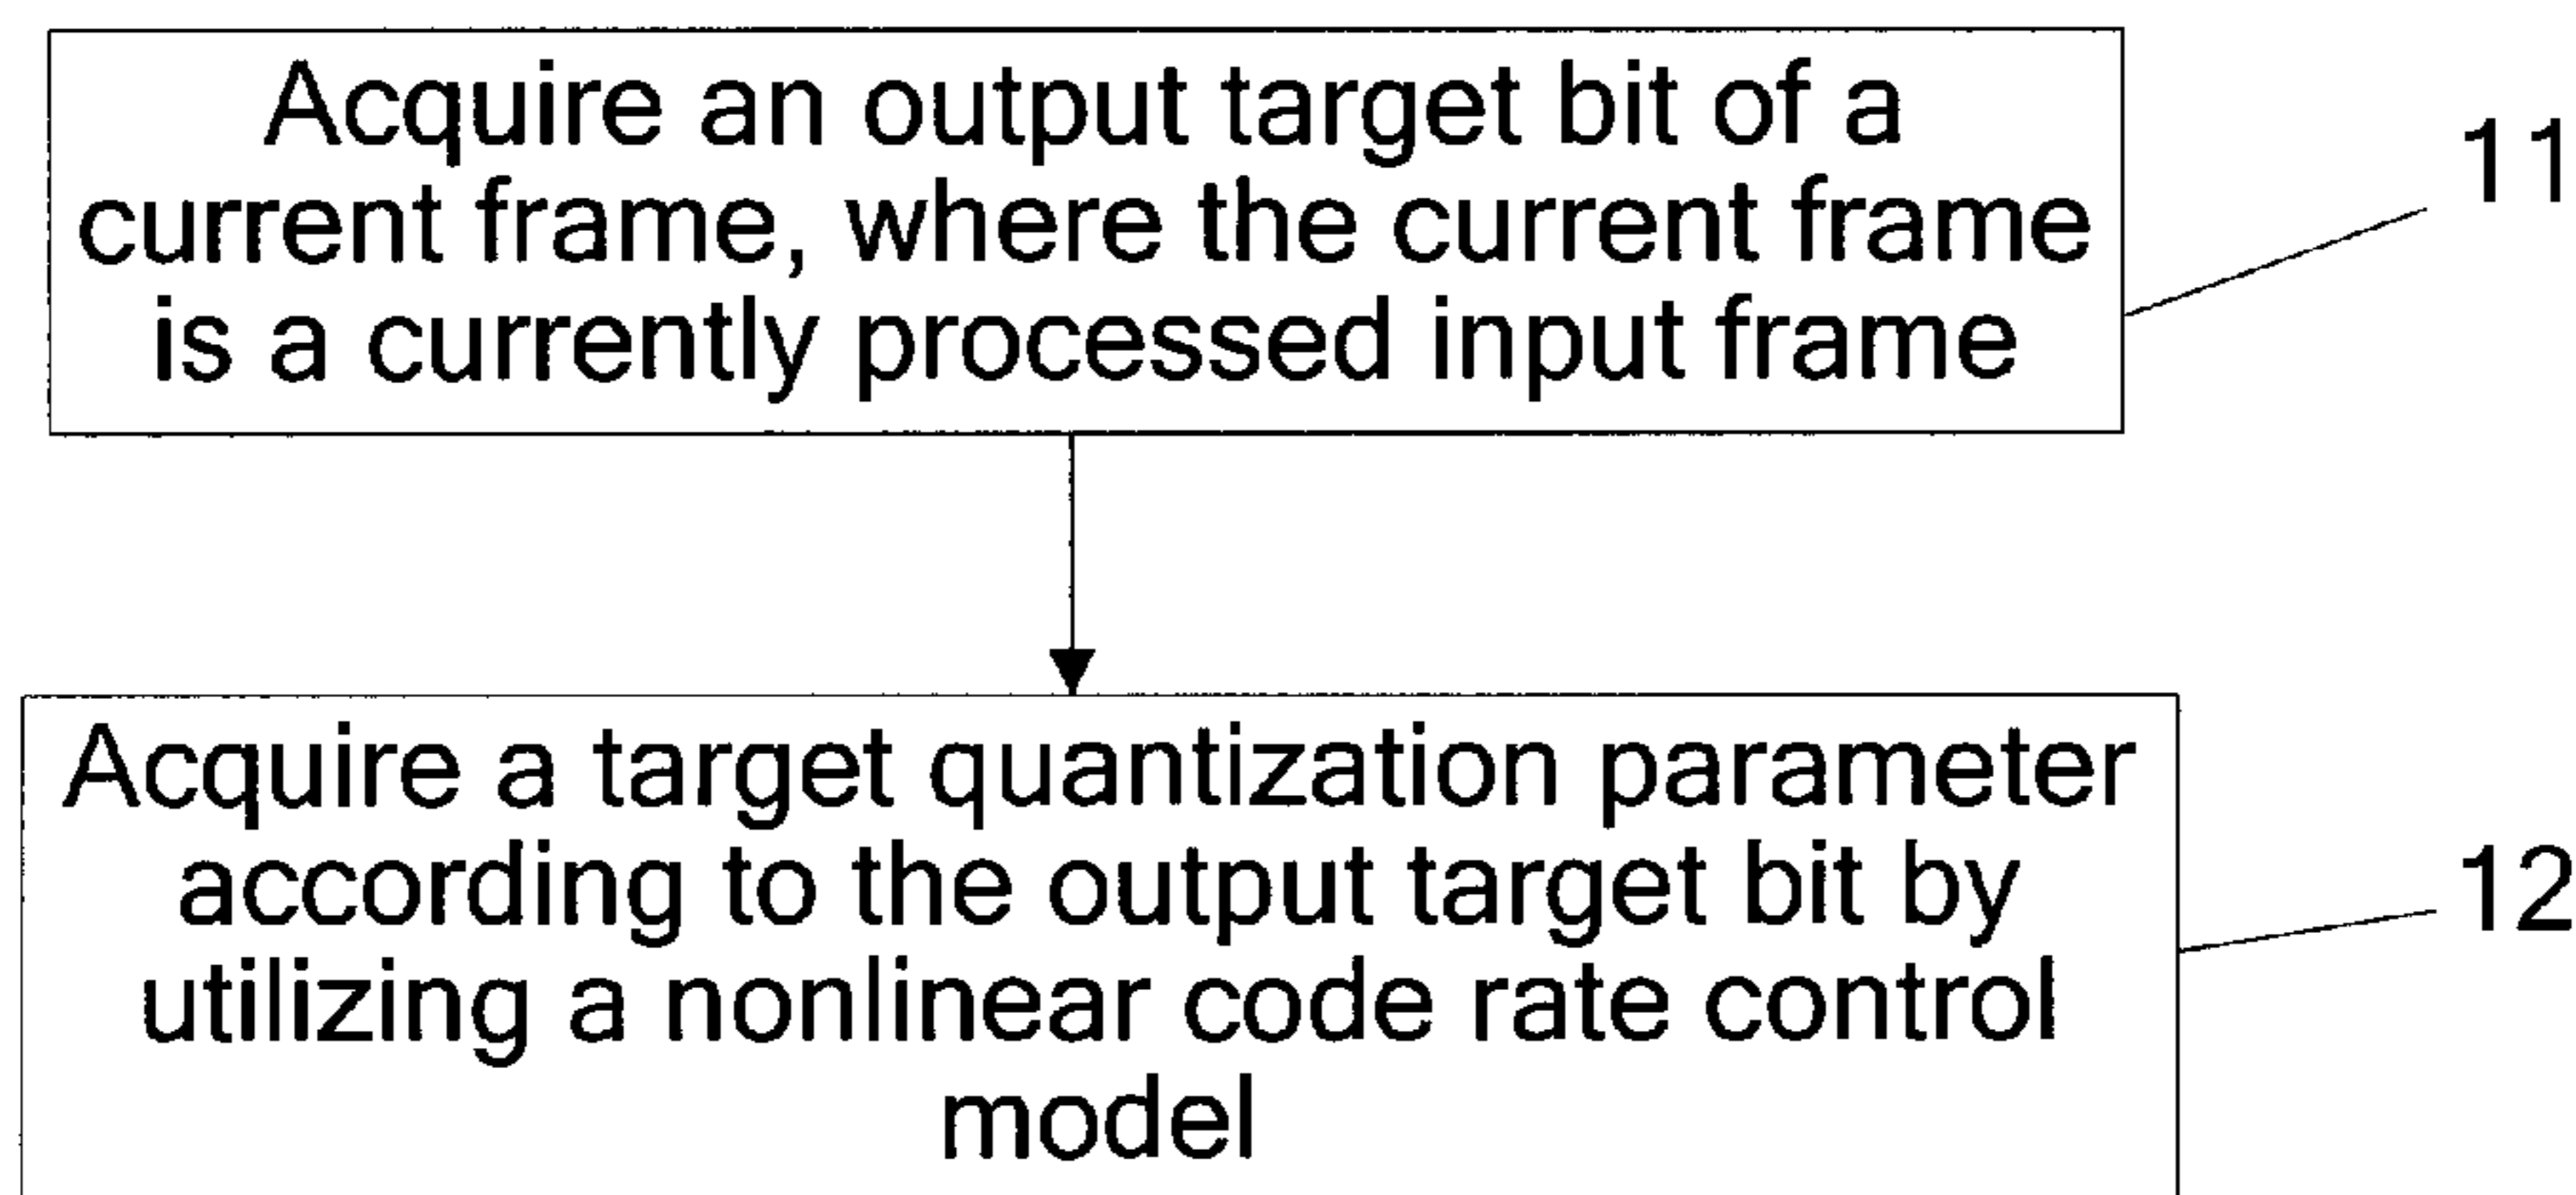 Acquire an output target bit of a
current frame, where the current frame
is a currently processed input frame
11
Acquire a target quantization parameter
according to the output target bit by
utilizing a nonlinear code rate control
model
12